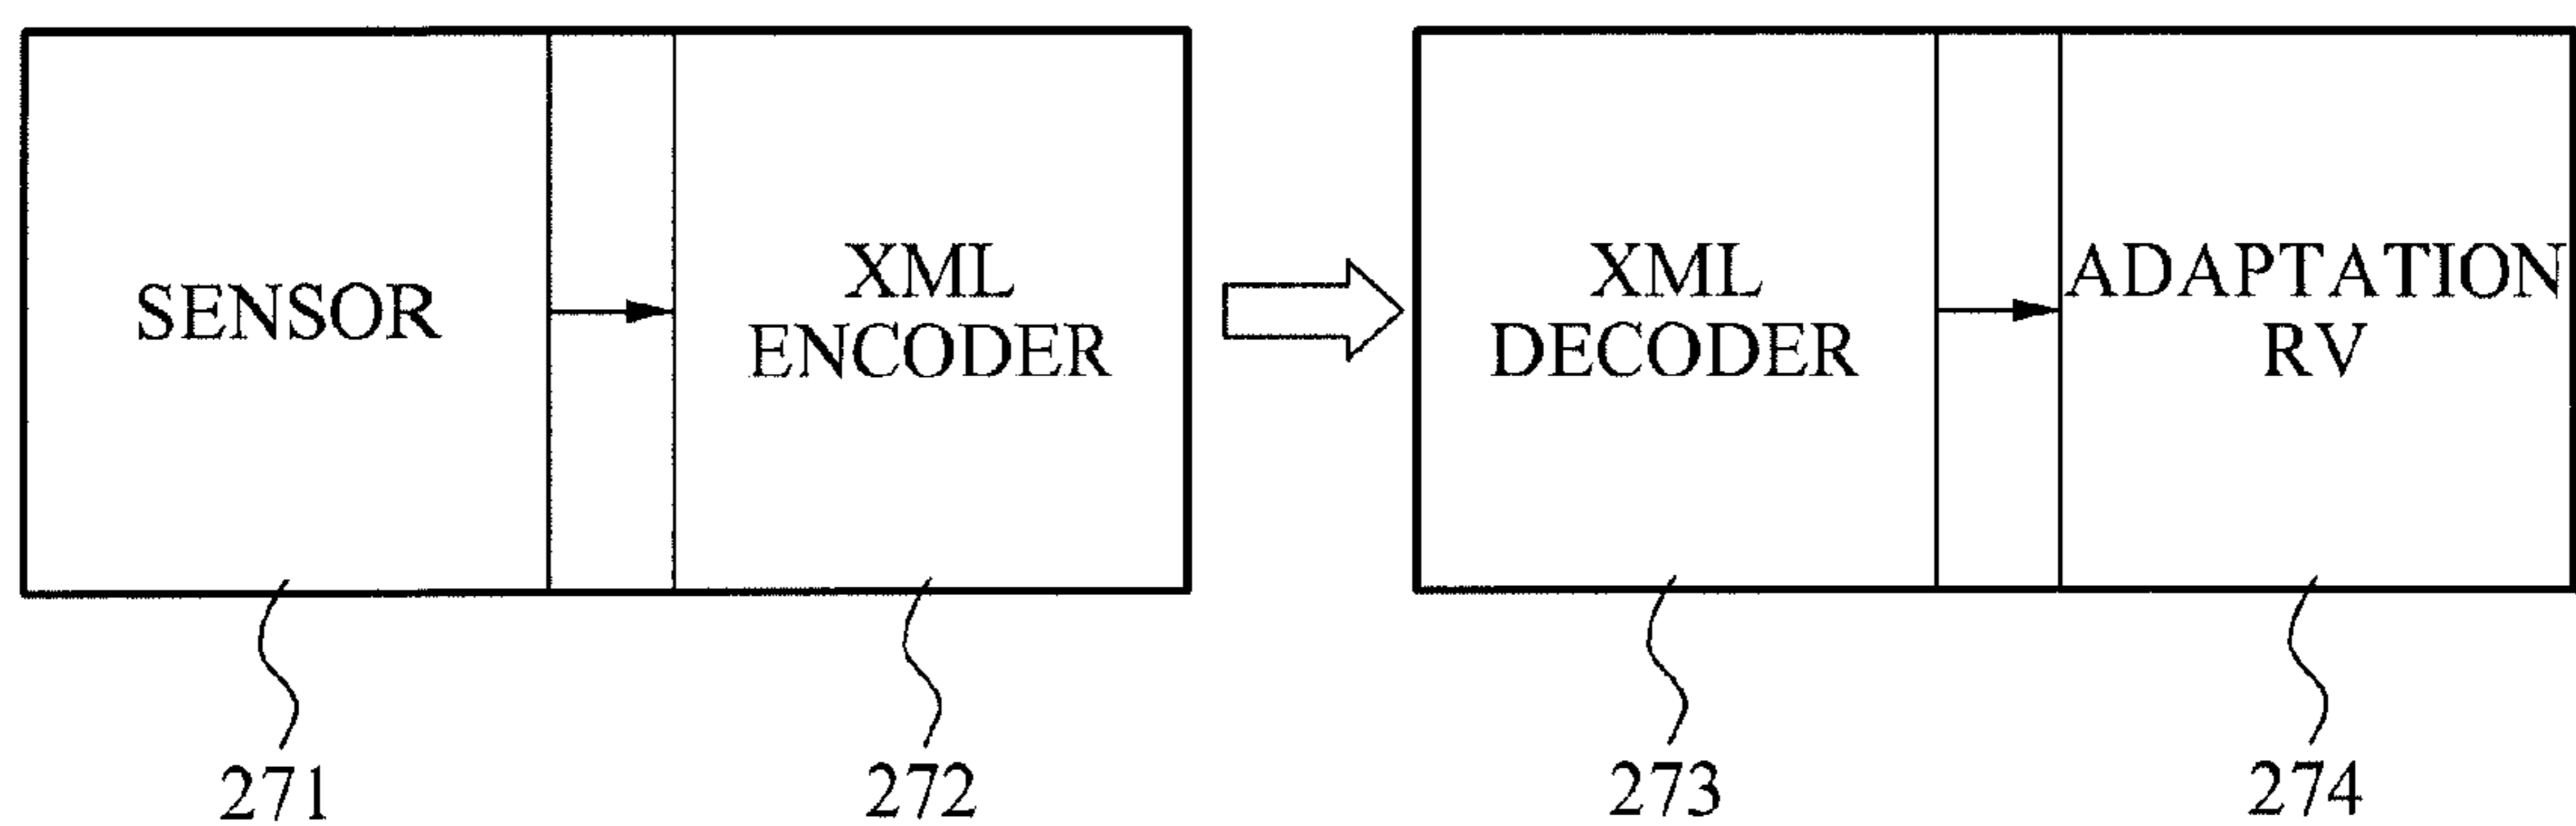 SENSOR
XML
ENCODER
XML
DECODER
ADAPTATION
RV
271
272
273
274